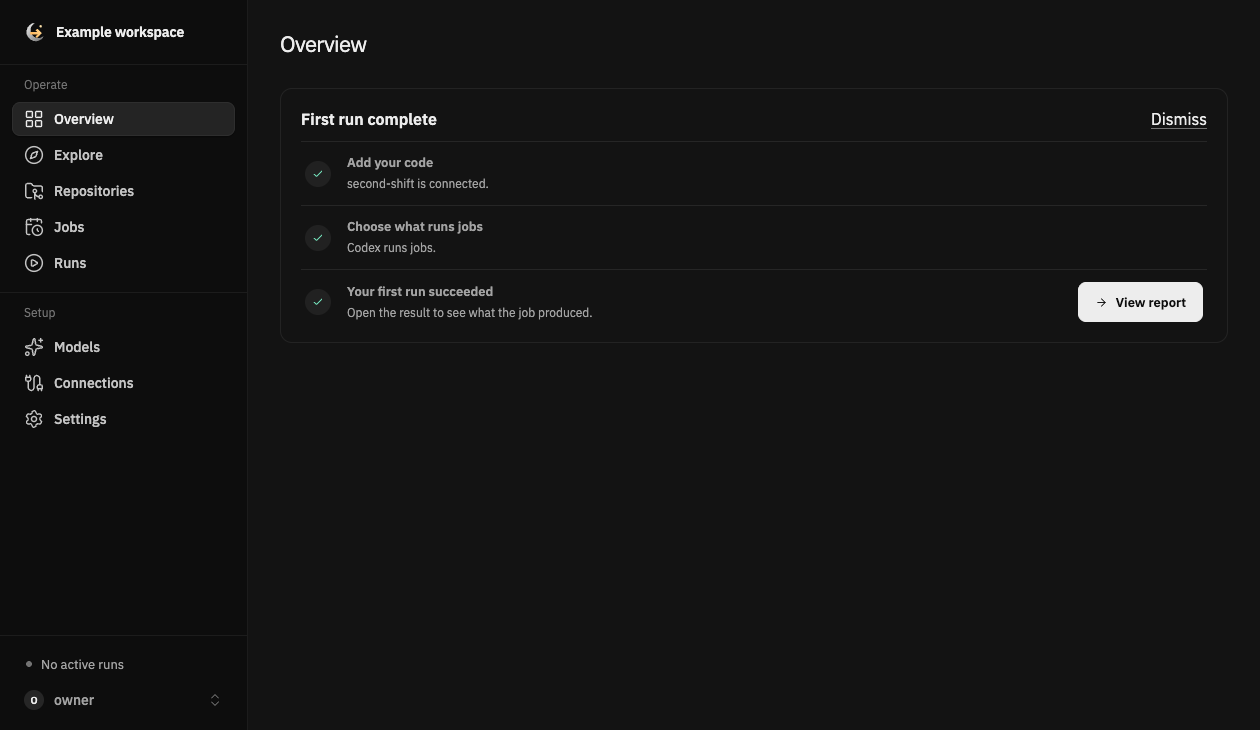 Example workspace
Operate
Overview
Explore
Repositories
Jobs
Runs
Setup
Models
Connections
Settings
No active runs
O owner
Overview
First run complete
Dismiss
Add your code
second-shift is connected.
Choose what runs jobs
Codex runs jobs.
Your first run succeeded
Open the result to see what the job produced.
View report